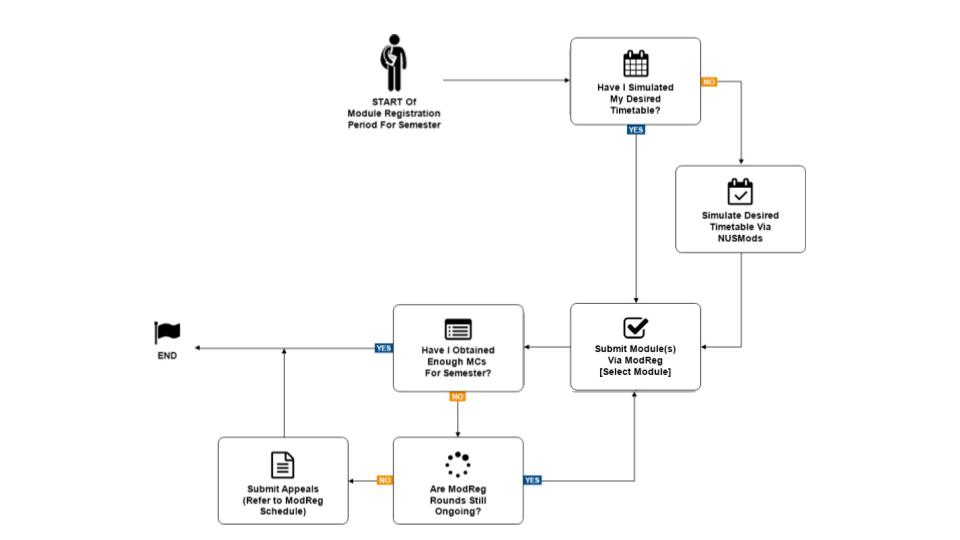 START Of
Module Registration
Period For Semester
Have I Simulated
My Desired
Timetable?
NO
YES
Simulate Desired
Timetable Via
NUSMods
Submit Module(s)
Via ModReg
[Select Module]
Have I Obtained
Enough MCs
For Semester?
YES
END
NO
Are ModReg
Rounds Still
Ongoing?
YES
NO
Submit Appeals
(Refer to ModReg
Schedule)